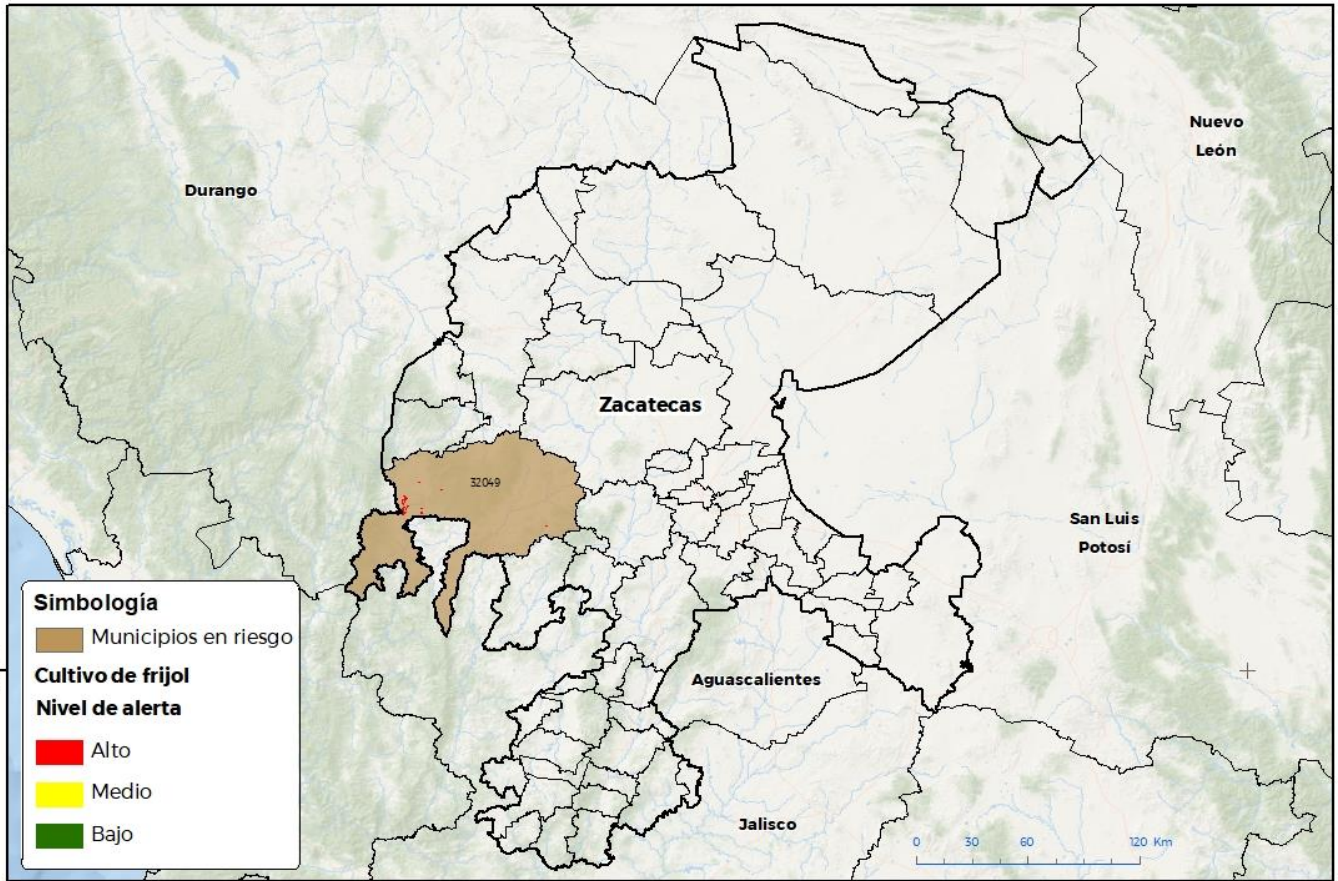 Nuevo
León
Durango
Zacatecas
32049
San Luis
Potosí
Aguascalientes
Jalisco
Simbología
Municipios en riesgo
Cultivo de frijol
Nivel de alerta
Alto
Medio
Bajo
0 30 60 120 Km